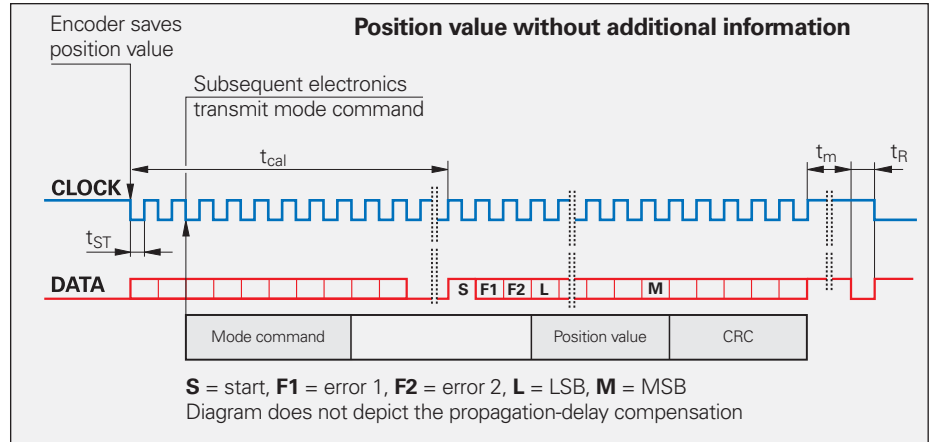 Encoder saves
position value
Position value without additional information
Subsequent electronics
transmit mode command
t_cal
t_m
t_R
CLOCK
t_ST
DATA
S F1 F2 L M
Mode command
Position value
CRC
S = start, F1 = error 1, F2 = error 2, L = LSB, M = MSB
Diagram does not depict the propagation-delay compensation